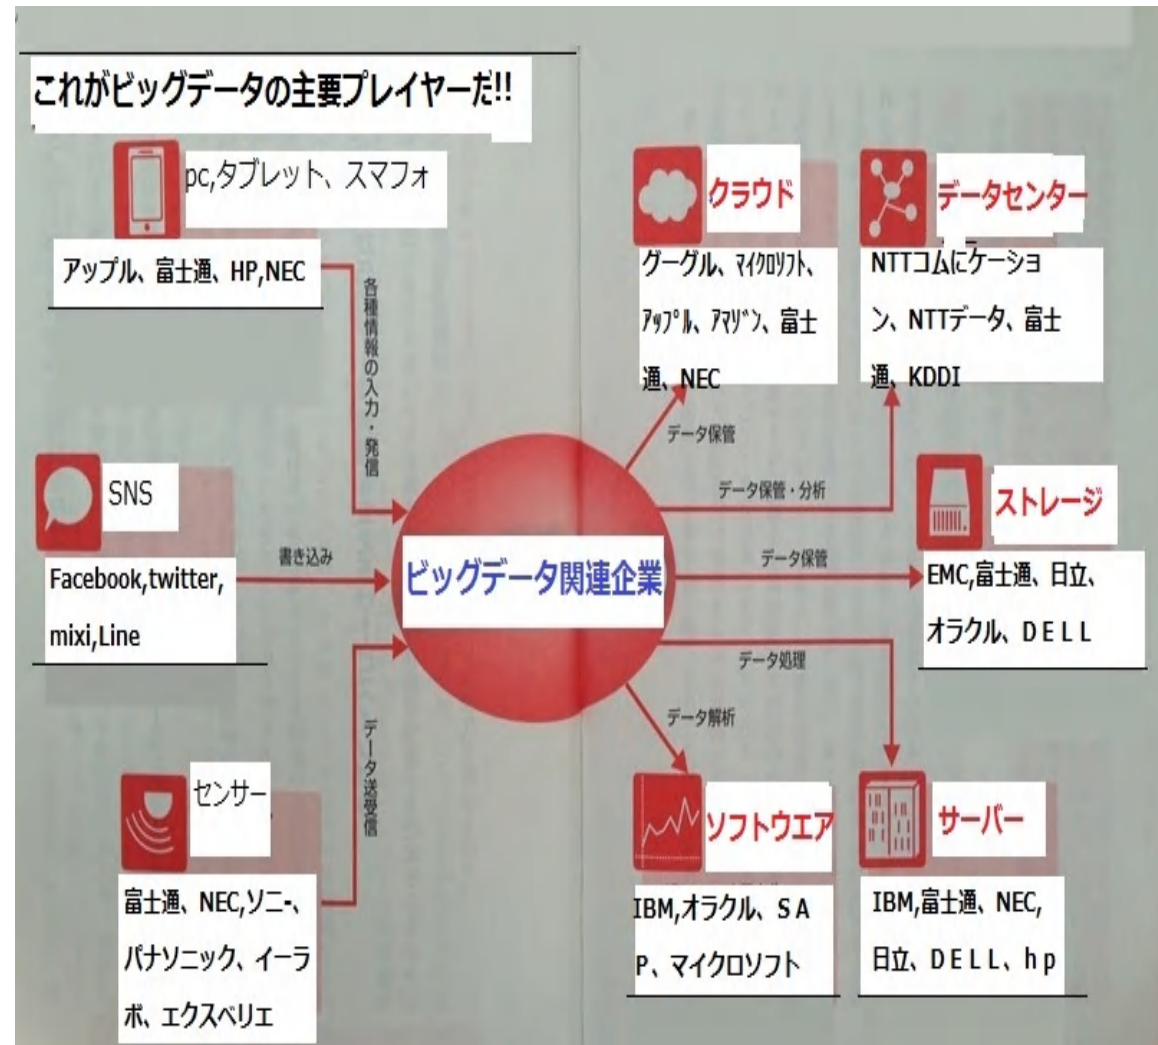 これがビッグデータの主要プレイヤーだ!!
pc,タブレット、スマフォ
アップル、富士通、HP,NEC
各種情報の入力・発信
SNS
Facebook,twitter,
mixi,Line
書き込み
センサー
富士通、NEC,ソニ-、
パナソニック、イーラ
ボ、エクスベリエ
データ送受信
ビッグデータ関連企業
クラウド
グーグル、ﾏｲｸﾛｿﾌﾄ、
ｱｯﾌﾟﾙ、ｱﾏｿﾞﾝ、富士
通、NEC
データ保管
データセンター
NTTコムにケーショ
ン、NTTデータ、富士
通、KDDI
データ保管・分析
ストレージ
EMC,富士通、日立、
オラクル、ＤＥＬＬ
データ保管
データ処理
サーバー
IBM,富士通、NEC,
日立、ＤＥＬＬ、ｈｐ
データ解析
ソフトウエア
IBM,オラクル、ＳＡ
Ｐ、マイクロソフト